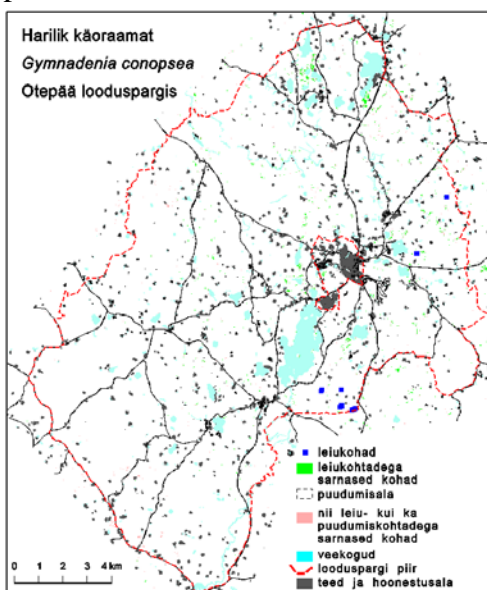 Harilik käoraamat
Gymnadenia conopsea
Otepää looduspargis
leiukohad
leiukohtadega
sarnased kohad
puudumisala
nii leiu- kui ka
puudumiskohtadega
sarnased kohad
veekogud
looduspargi piir
teed ja hoonestusala
0 1 2 3 4 km